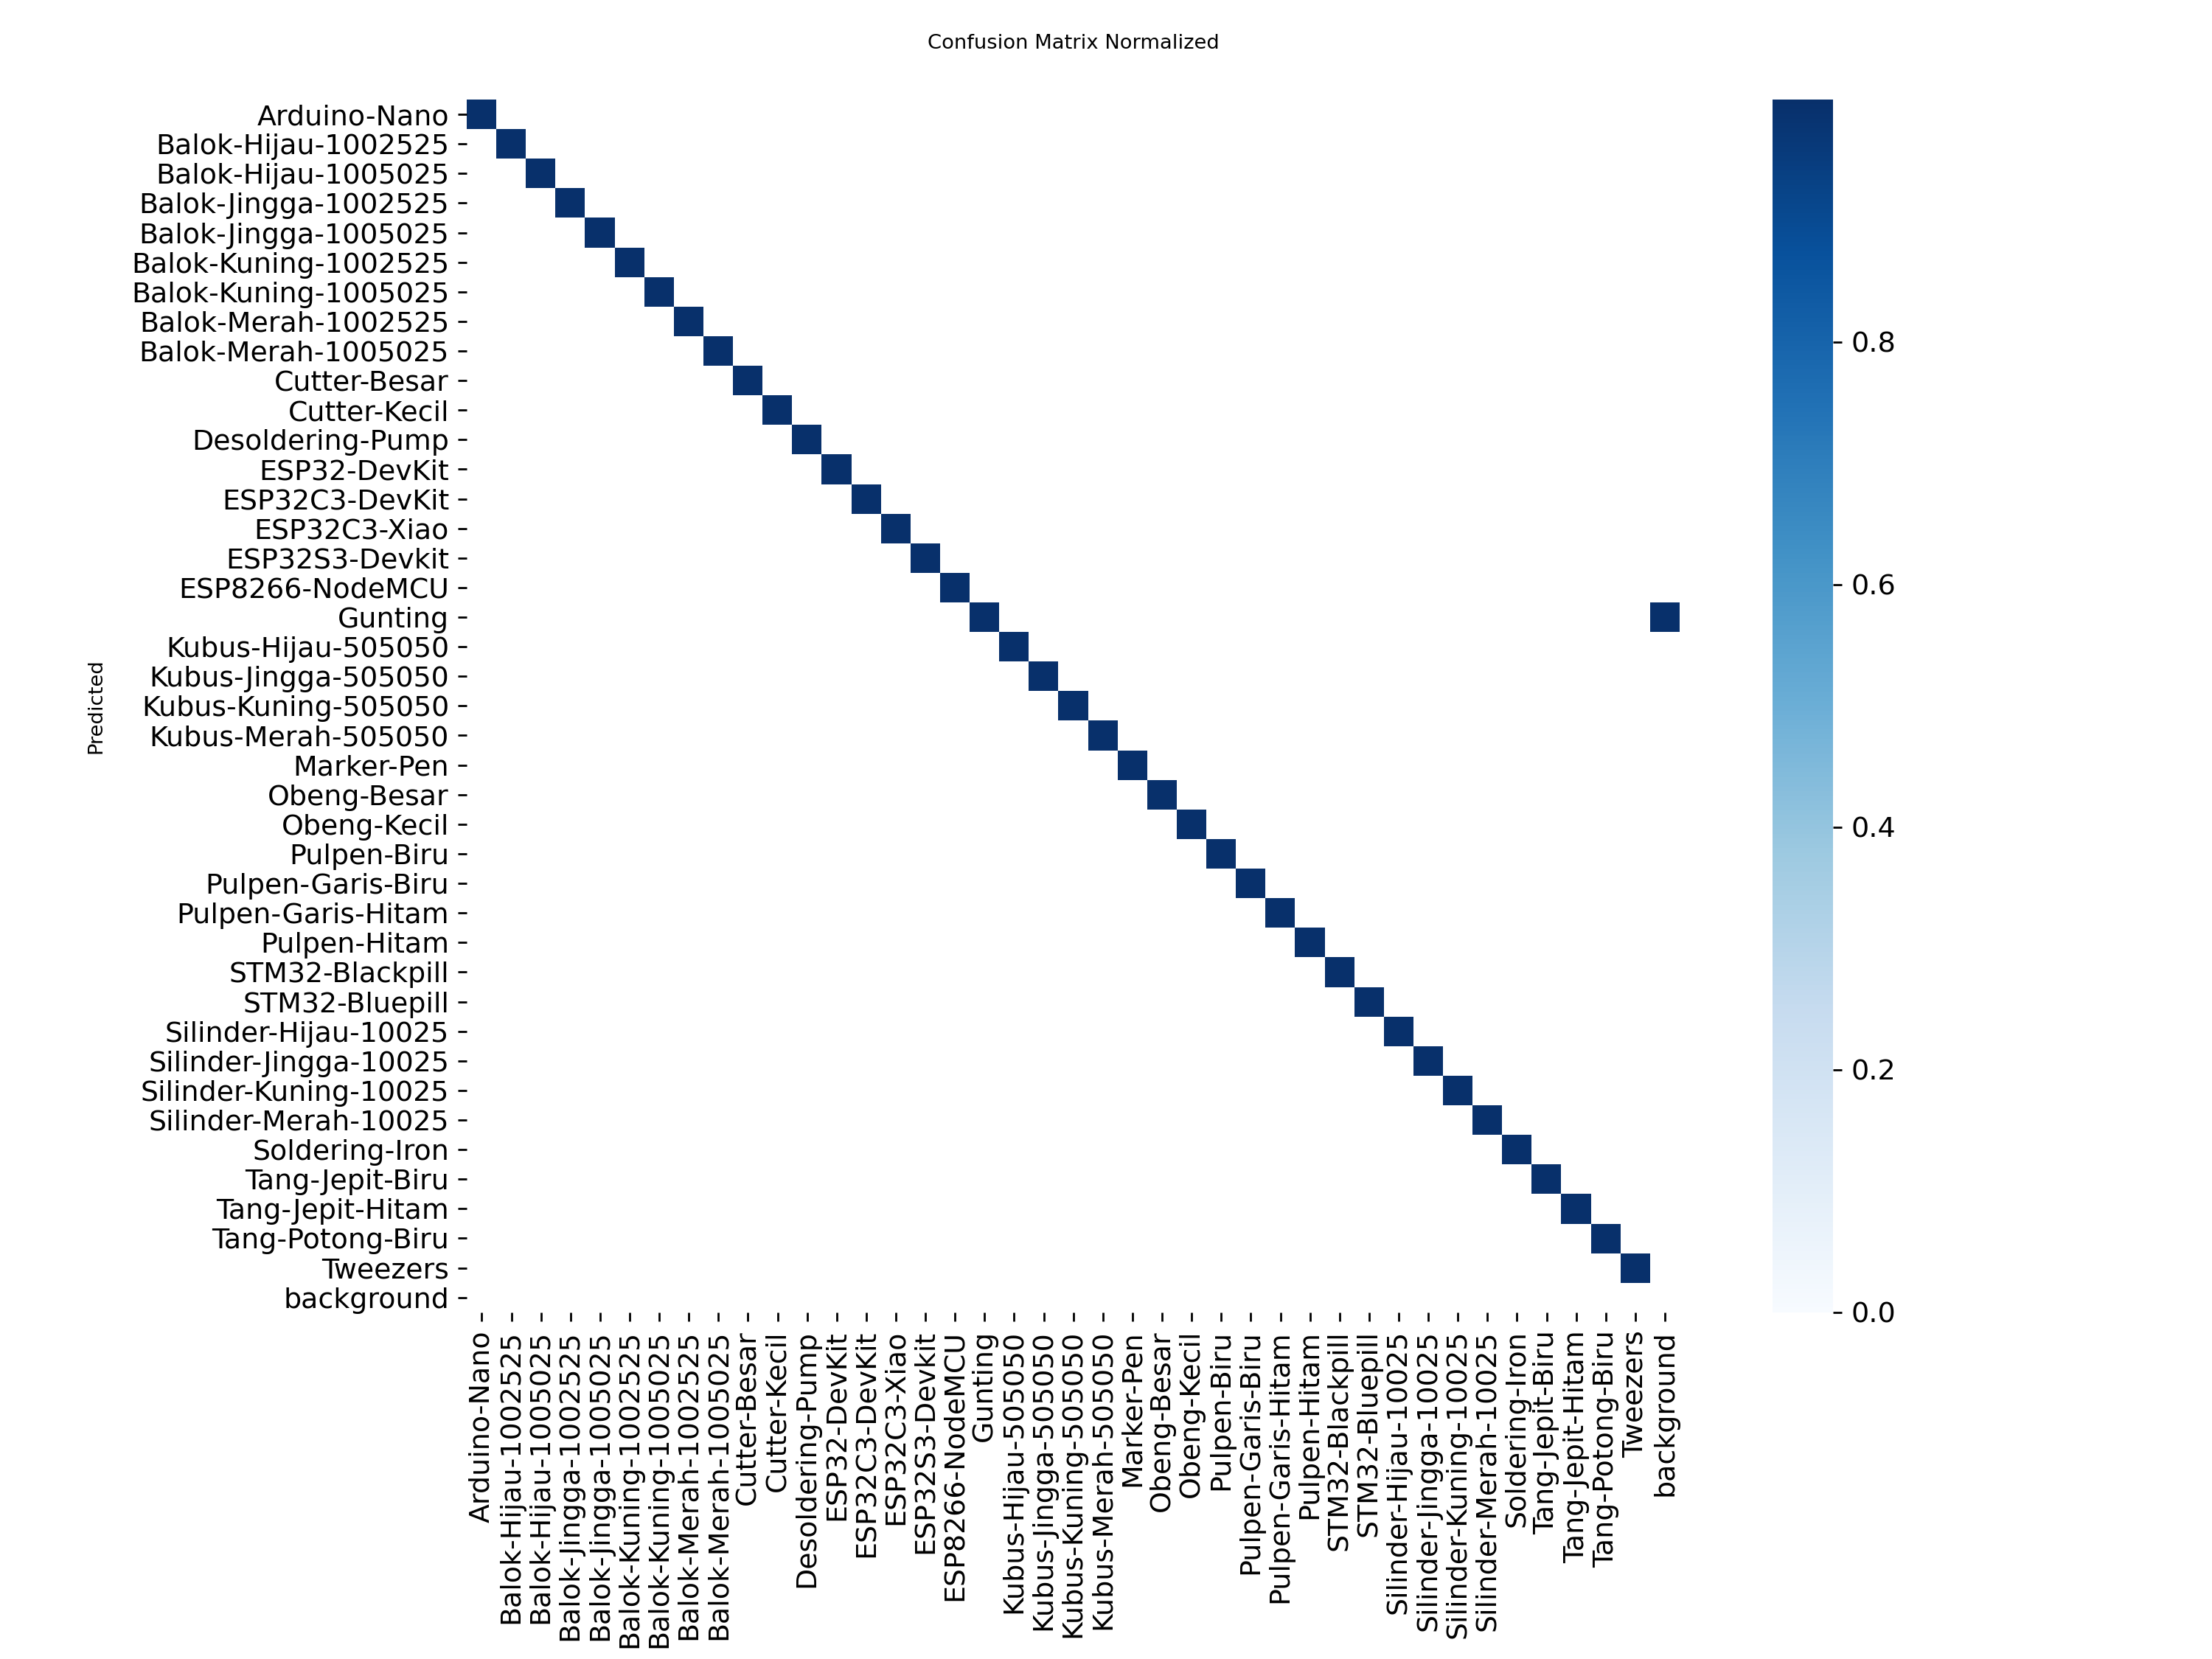 Confusion Matrix Normalized
Predicted
Arduino-Nano
Balok-Hijau-1002525
Balok-Hijau-1005025
Balok-Jingga-1002525
Balok-Jingga-1005025
Balok-Kuning-1002525
Balok-Kuning-1005025
Balok-Merah-1002525
Balok-Merah-1005025
Cutter-Besar
Cutter-Kecil
Desoldering-Pump
ESP32-DevKit
ESP32C3-DevKit
ESP32C3-Xiao
ESP32S3-Devkit
ESP8266-NodeMCU
Gunting
Kubus-Hijau-505050
Kubus-Jingga-505050
Kubus-Kuning-505050
Kubus-Merah-505050
Marker-Pen
Obeng-Besar
Obeng-Kecil
Pulpen-Biru
Pulpen-Garis-Biru
Pulpen-Garis-Hitam
Pulpen-Hitam
STM32-Blackpill
STM32-Bluepill
Silinder-Hijau-10025
Silinder-Jingga-10025
Silinder-Kuning-10025
Silinder-Merah-10025
Soldering-Iron
Tang-Jepit-Biru
Tang-Jepit-Hitam
Tang-Potong-Biru
Tweezers
background
Arduino-Nano
Balok-Hijau-1002525
Balok-Hijau-1005025
Balok-Jingga-1002525
Balok-Jingga-1005025
Balok-Kuning-1002525
Balok-Kuning-1005025
Balok-Merah-1002525
Balok-Merah-1005025
Cutter-Besar
Cutter-Kecil
Desoldering-Pump
ESP32-DevKit
ESP32C3-DevKit
ESP32C3-Xiao
ESP32S3-Devkit
ESP8266-NodeMCU
Gunting
Kubus-Hijau-505050
Kubus-Jingga-505050
Kubus-Kuning-505050
Kubus-Merah-505050
Marker-Pen
Obeng-Besar
Obeng-Kecil
Pulpen-Biru
Pulpen-Garis-Biru
Pulpen-Garis-Hitam
Pulpen-Hitam
STM32-Blackpill
STM32-Bluepill
Silinder-Hijau-10025
Silinder-Jingga-10025
Silinder-Kuning-10025
Silinder-Merah-10025
Soldering-Iron
Tang-Jepit-Biru
Tang-Jepit-Hitam
Tang-Potong-Biru
Tweezers
background
0.8
0.6
0.4
0.2
0.0